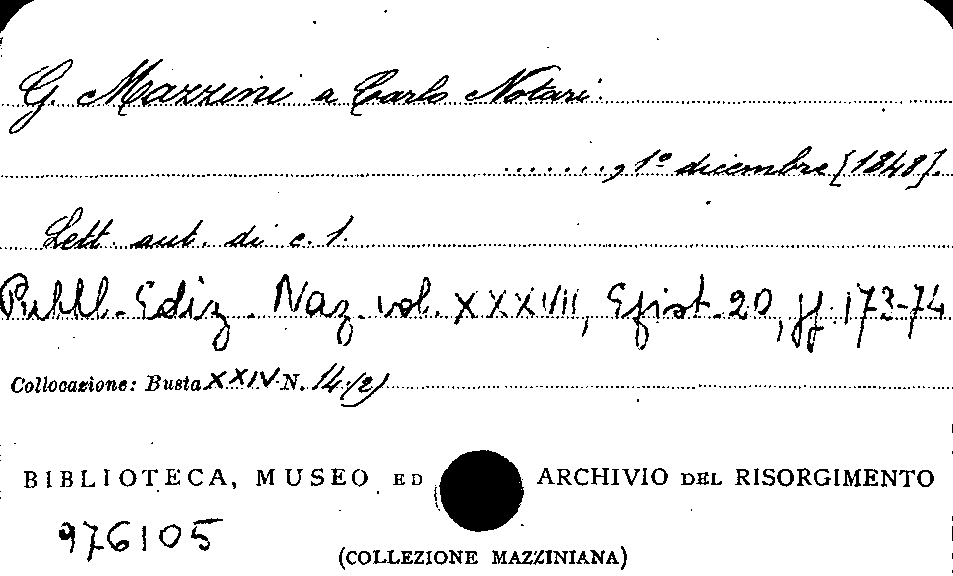 G. Mazzini a Carlo Notari.
......., 1º dicembre [1848].
Lett. aut. di c. 1.
Pubbl. Ediz. Naz. vol. XXXVII, Epist. 20, pp. 173-74
Collocazione: Busta XXIV N. 14(2)
BIBLIOTECA, MUSEO ED ARCHIVIO DEL RISORGIMENTO
976105
(COLLEZIONE MAZZINIANA)